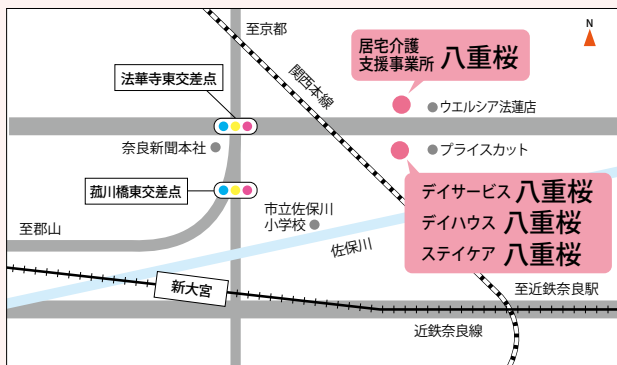 至京都
N
居宅介護
支援事業所 八重桜
関西本線
法華寺東交差点
ウエルシア法蓮店
奈良新聞本社
プライスカット
菰川橋東交差点
デイサービス 八重桜
デイハウス 八重桜
ステイケア 八重桜
市立佐保川
小学校
至郡山
佐保川
新大宮
至近鉄奈良駅
近鉄奈良線